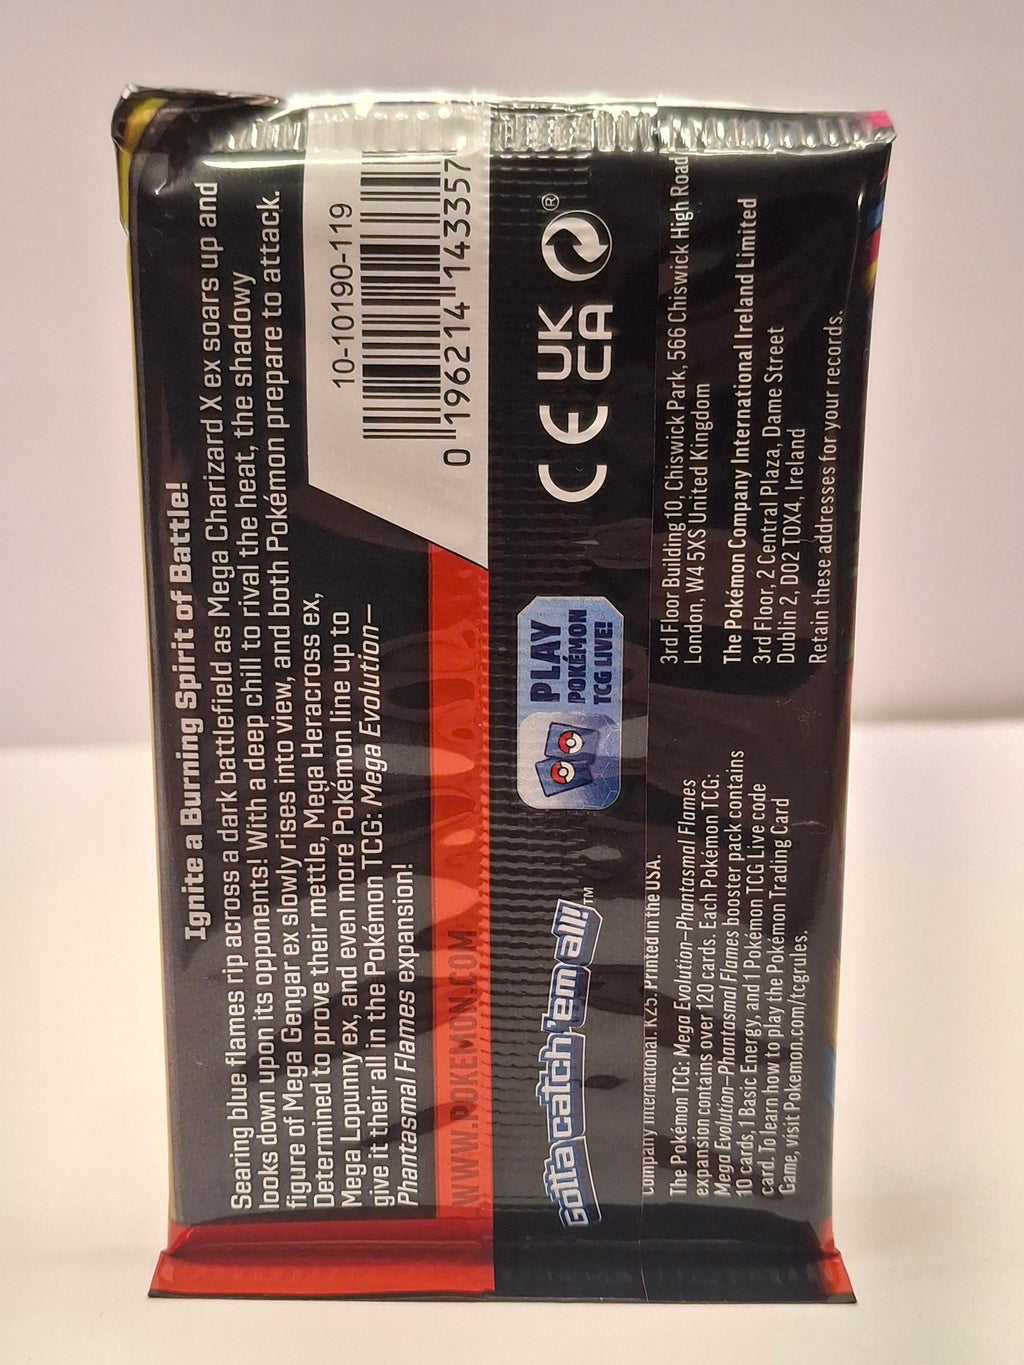 Ignite a Burning Spirit of Battle!
Searing blue flames rip across a dark battlefield as Mega Charizard X ex soars up and
looks down upon its opponents! With a deep chill to rival the heat, the shadowy
figure of Mega Gengar ex slowly rises into view, and both Pokémon prepare to attack.
Determined to prove their mettle, Mega Heracross ex,
Mega Lopunny ex, and even more Pokémon line up to
give it their all in the Pokémon TCG: Mega Evolution—
Phantasmal Flames expansion!
10-10190-119
0 196214 143357
WWW.POKEMON.COM
Gotta catch 'em all!™
PLAY
POKÉMON
TCG LIVE!
CE UK
CA ®
Company International. K25. Printed in the USA.
The Pokémon TCG: Mega Evolution—Phantasmal Flames
expansion contains over 120 cards. Each Pokémon TCG:
Mega Evolution—Phantasmal Flames booster pack contains
10 cards, 1 Basic Energy, and 1 Pokémon TCG Live code
card. To learn how to play the Pokémon Trading Card
Game, visit Pokemon.com/tcgrules.
3rd Floor Building 10, Chiswick Park, 566 Chiswick High Road
London, W4 5XS United Kingdom
The Pokémon Company International Ireland Limited
3rd Floor, 2 Central Plaza, Dame Street
Dublin 2, D02 T0X4, Ireland
Retain these addresses for your records.